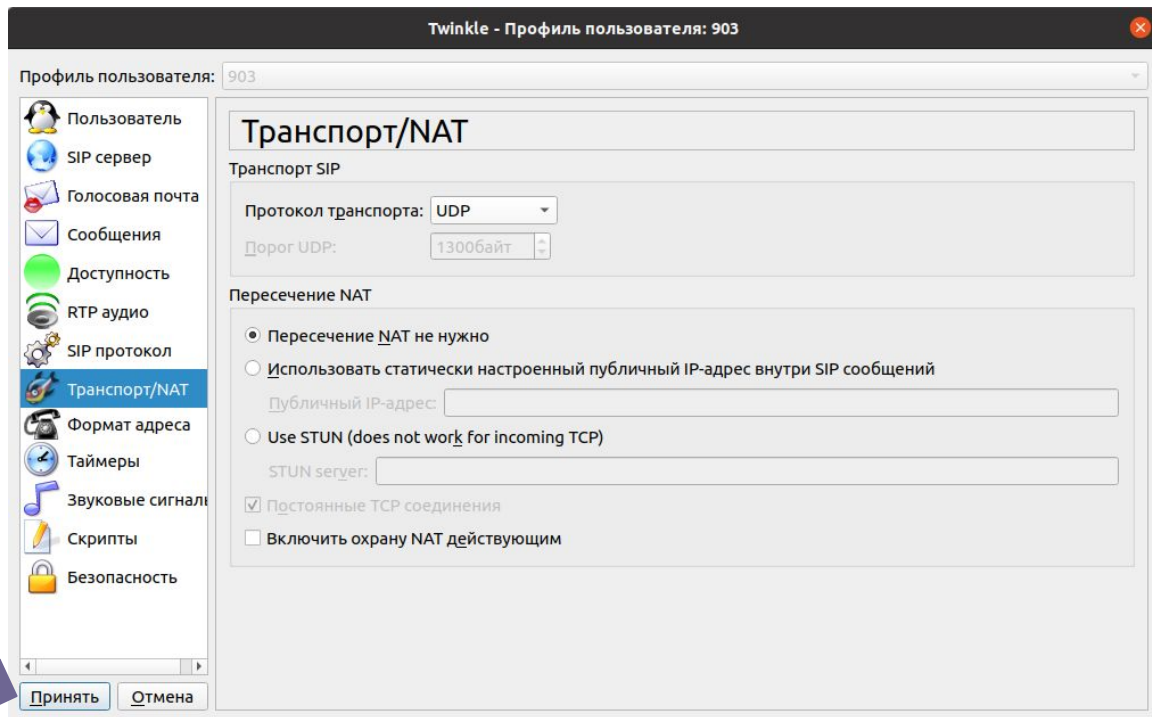 Twinkle - Профиль пользователя: 903
Профиль пользователя: 903
Пользователь
SIP сервер
Голосовая почта
Сообщения
Доступность
RTP аудио
SIP протокол
Транспорт/NAT
Формат адреса
Таймеры
Звуковые сигналы
Скрипты
Безопасность
Принять
Отмена
Транспорт/NAT
Транспорт SIP
Протокол транспорта: UDP
Порог UDP: 1300байт
Пересечение NAT
Пересечение NAT не нужно
Использовать статически настроенный публичный IP-адрес внутри SIP сообщений
Публичный IP-адрес:
Use STUN (does not work for incoming TCP)
STUN server:
Постоянные TCP соединения
Включить охрану NAT действующим